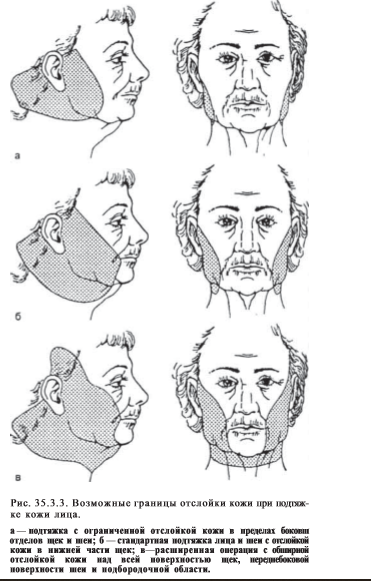 а
б
в
Рис. 35.3.3. Возможные границы отслойки кожи при подтяж-
ке кожи лица.
а — подтяжка с ограниченной отслойкой кожи в пределах боковых
отделов щек и шеи; б — стандартная подтяжка лица и шеи с отслойкой
кожи в нижней части щек; в—расширенная операция с обширной
отслойкой кожи над всей поверхностью щек, переднебоковой
поверхности шеи и подбородочной области.